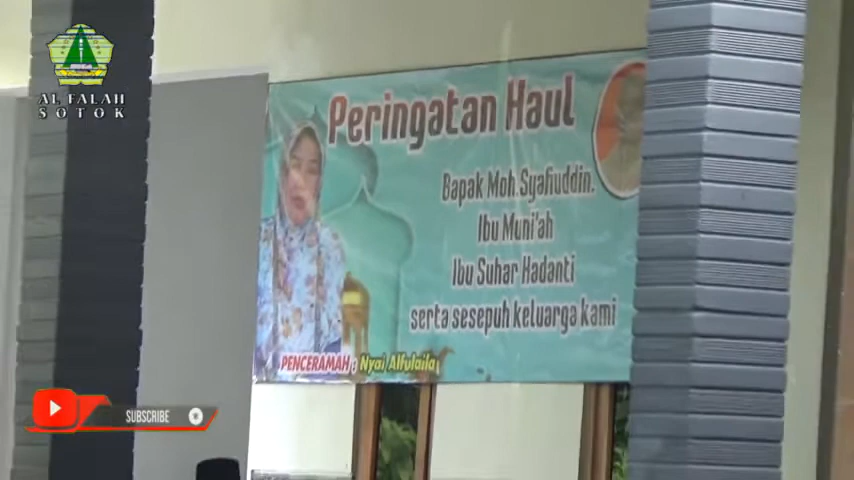 AL FALAH
SOTOK
Peringatan Haul
Bapak Moh. Syafiuddin.
Ibu Muni'ah
Ibu Suhar Hadanti
serta sesepuh keluarga kami
PENCERAMAH : Nyai Alfulaila
SUBSCRIBE